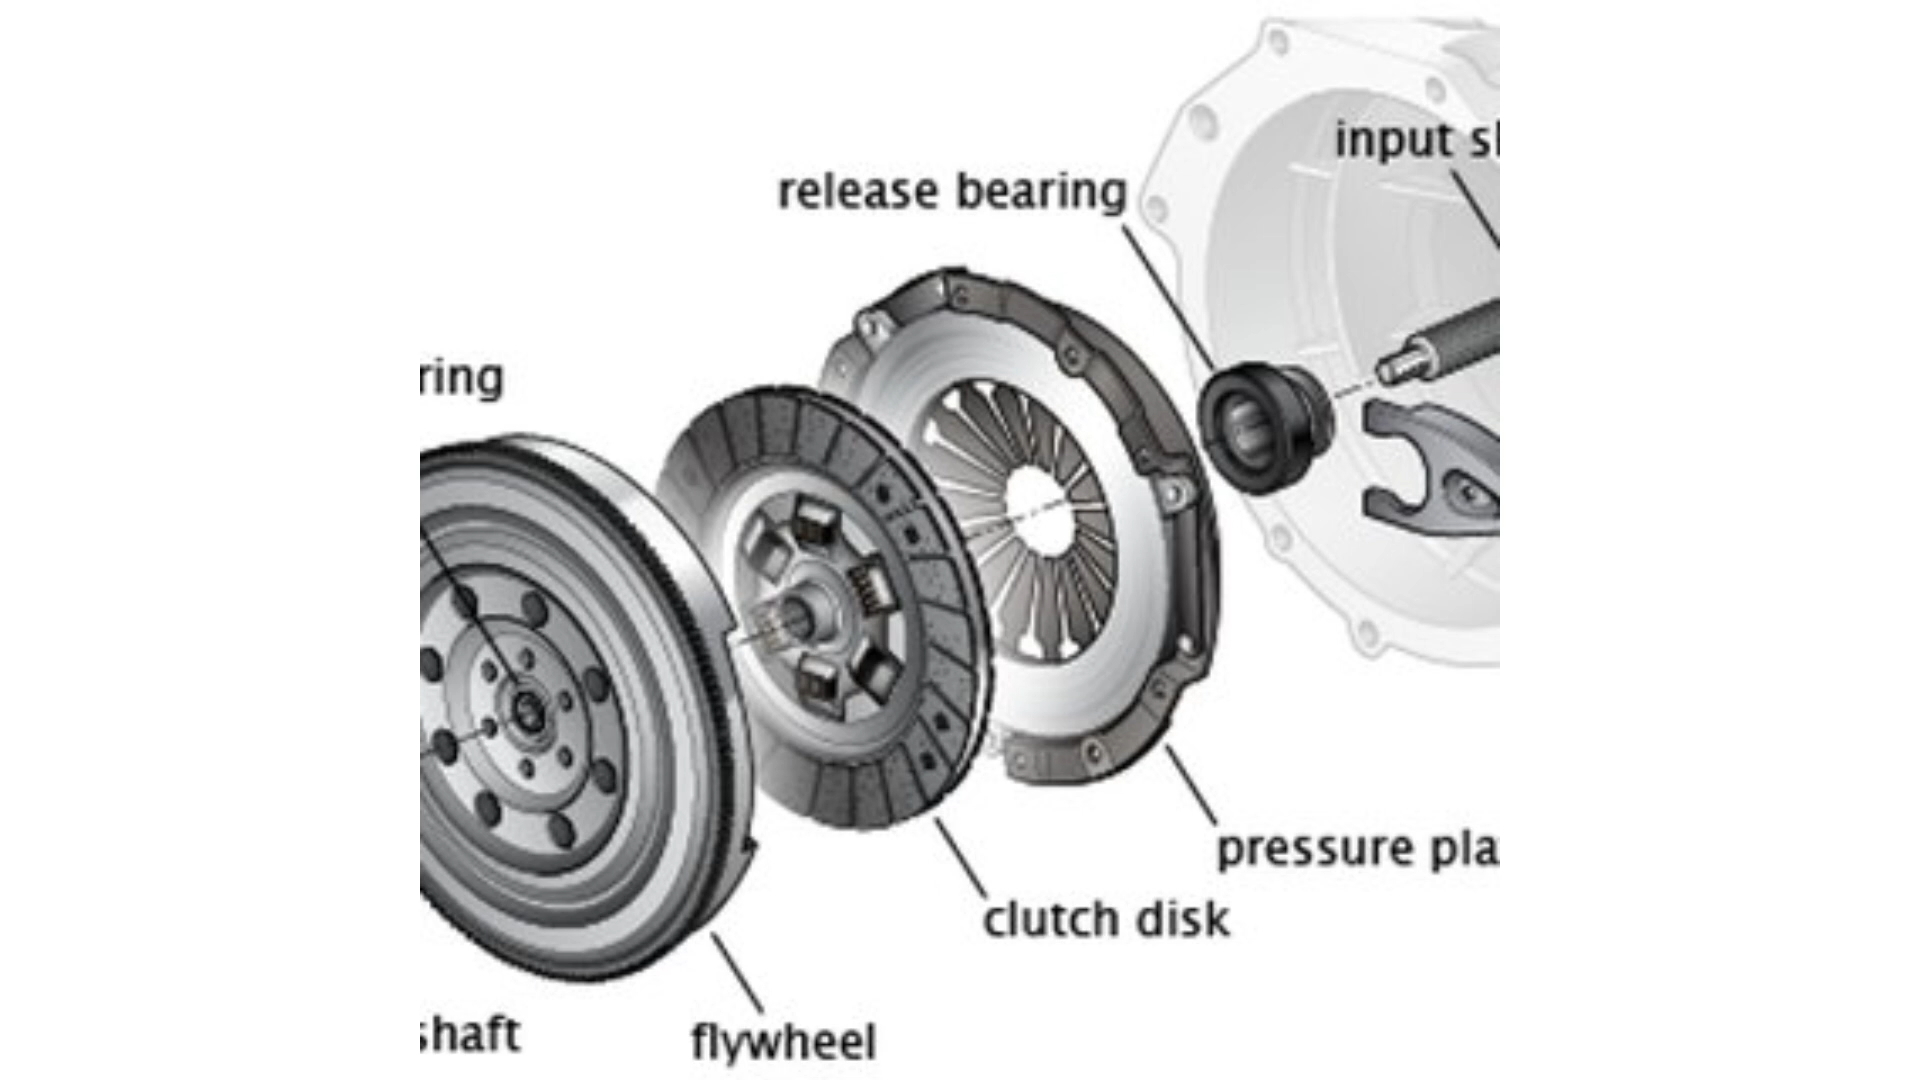 input s
release bearing
ring
pressure pla
clutch disk
shaft
flywheel